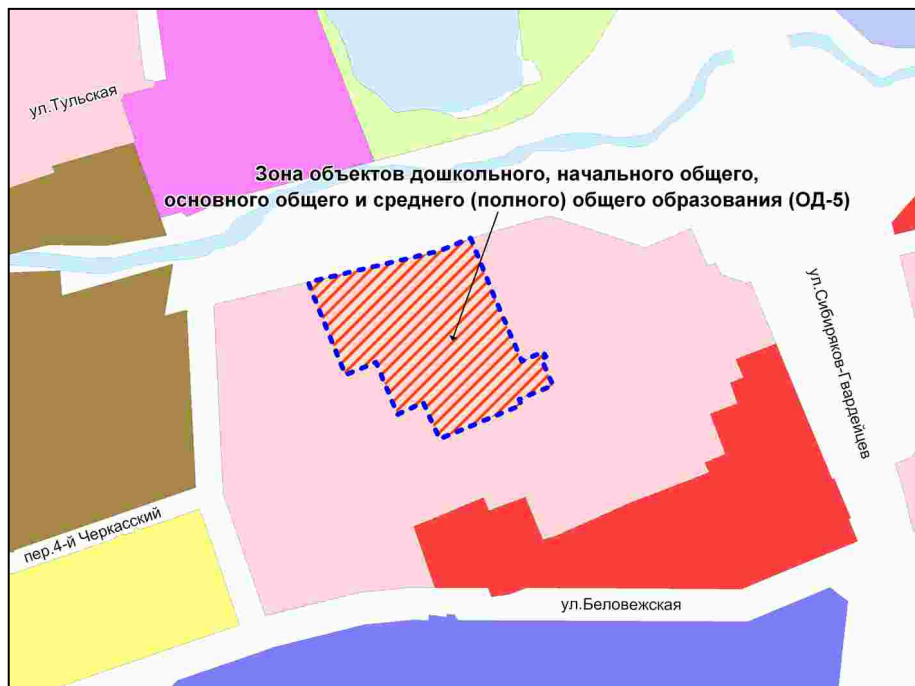 ул.Тульская
Зона объектов дошкольного, начального общего,
основного общего и среднего (полного) общего образования (ОД-5)
ул.Сибиряков-Гвардейцев
пер.4-й Черкасский
ул.Беловежская